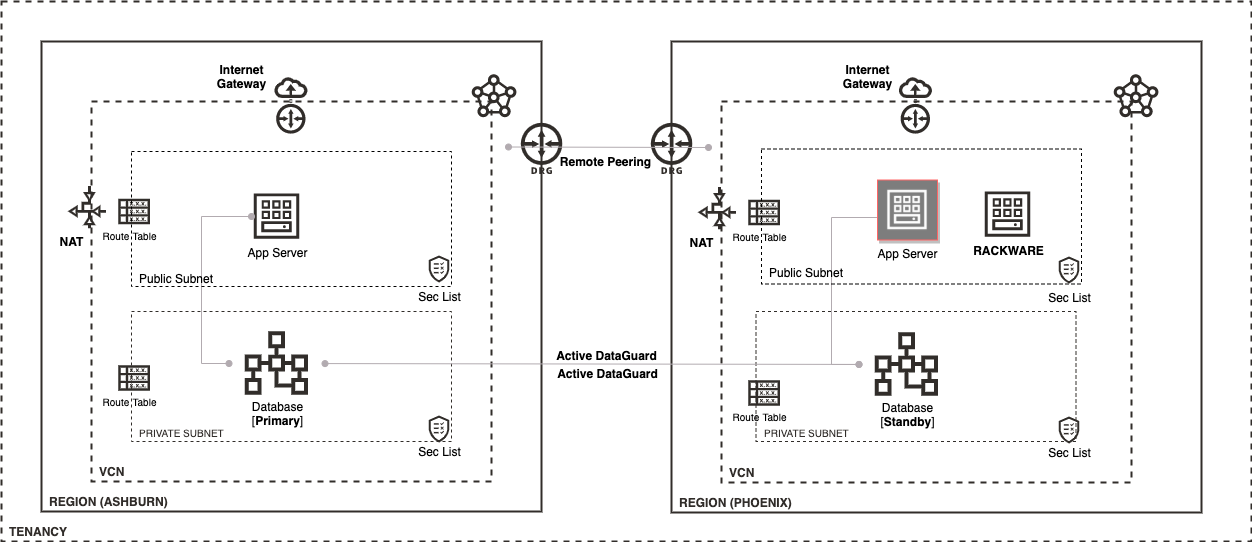 Internet
Gateway
DRG
Remote Peering
NAT
Route Table
App Server
Public Subnet
Sec List
Route Table
Database
[Primary]
PRIVATE SUBNET
Sec List
VCN
REGION (ASHBURN)
Active DataGuard
Active DataGuard
Internet
Gateway
DRG
NAT
Route Table
App Server
RACKWARE
Public Subnet
Sec List
Route Table
Database
[Standby]
PRIVATE SUBNET
Sec List
VCN
REGION (PHOENIX)
TENANCY